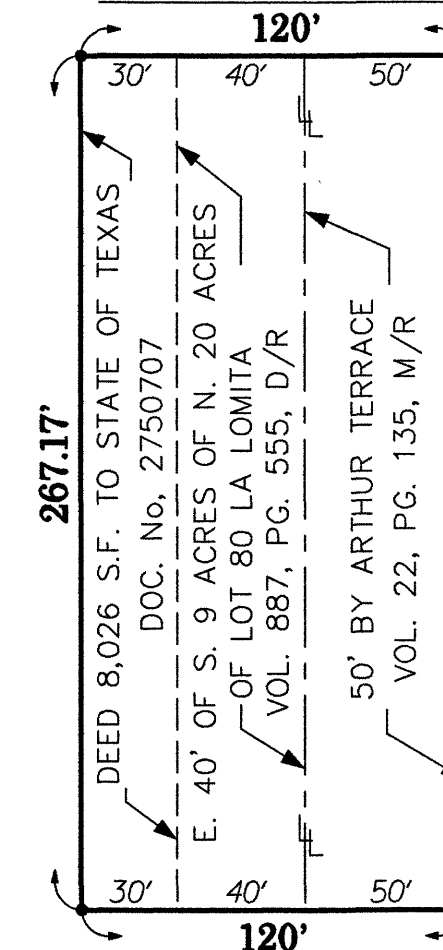 120'
30' 40' 50'
267.17'
DEED 8,026 S.F. TO STATE OF TEXAS
DOC. No, 2750707
E. 40' OF S. 9 ACRES OF N. 20 ACRES
OF LOT 80 LA LOMITA
VOL. 887, PG. 555, D/R
50' BY ARTHUR TERRACE
VOL. 22, PG. 135, M/R
30' 40' 50'
120'